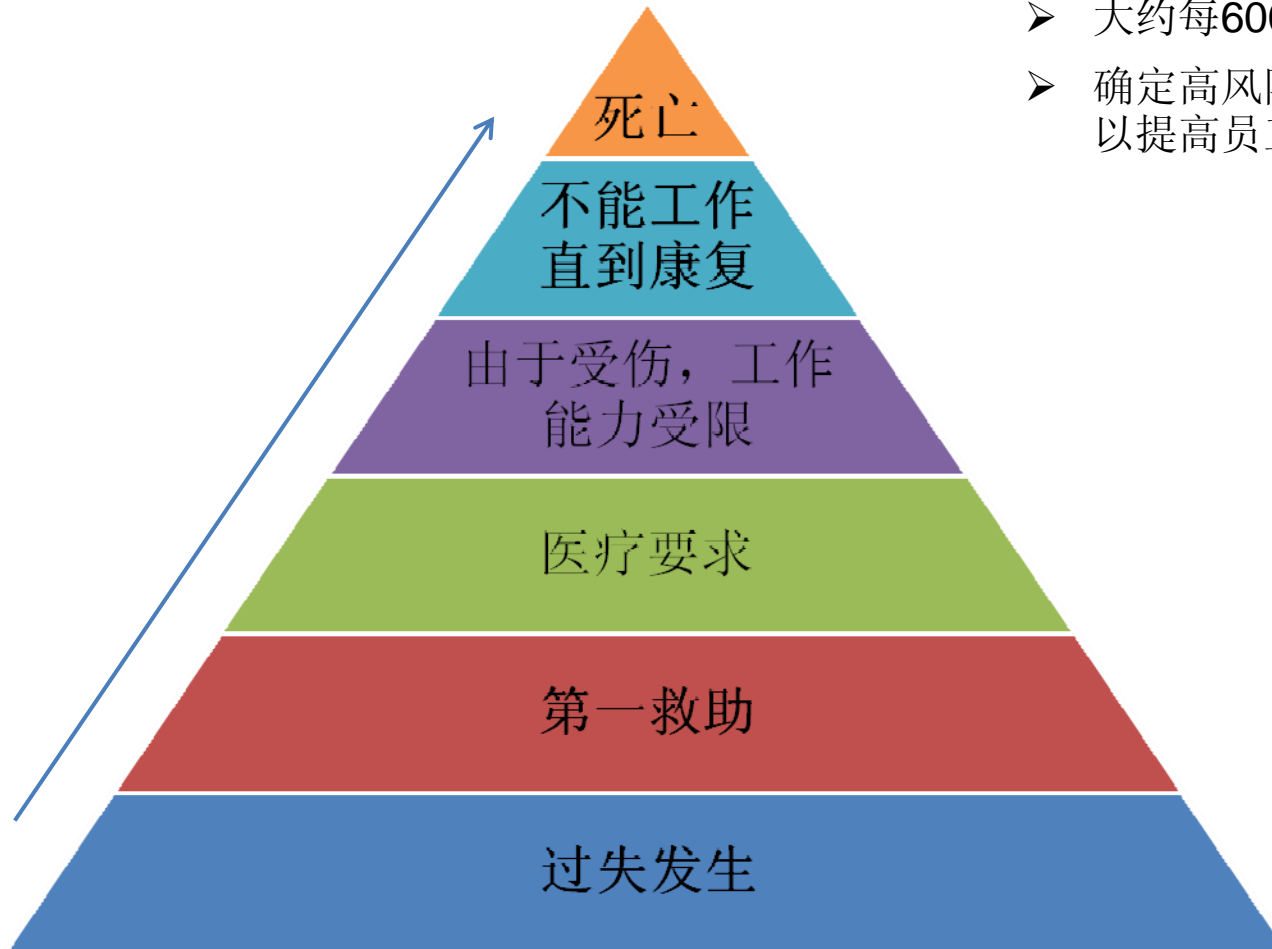 ➢ 大约每600
➢ 确定高风
以提高员
死亡
不能工作
直到康复
由于受伤，工作
能力受限
医疗要求
第一救助
过失发生